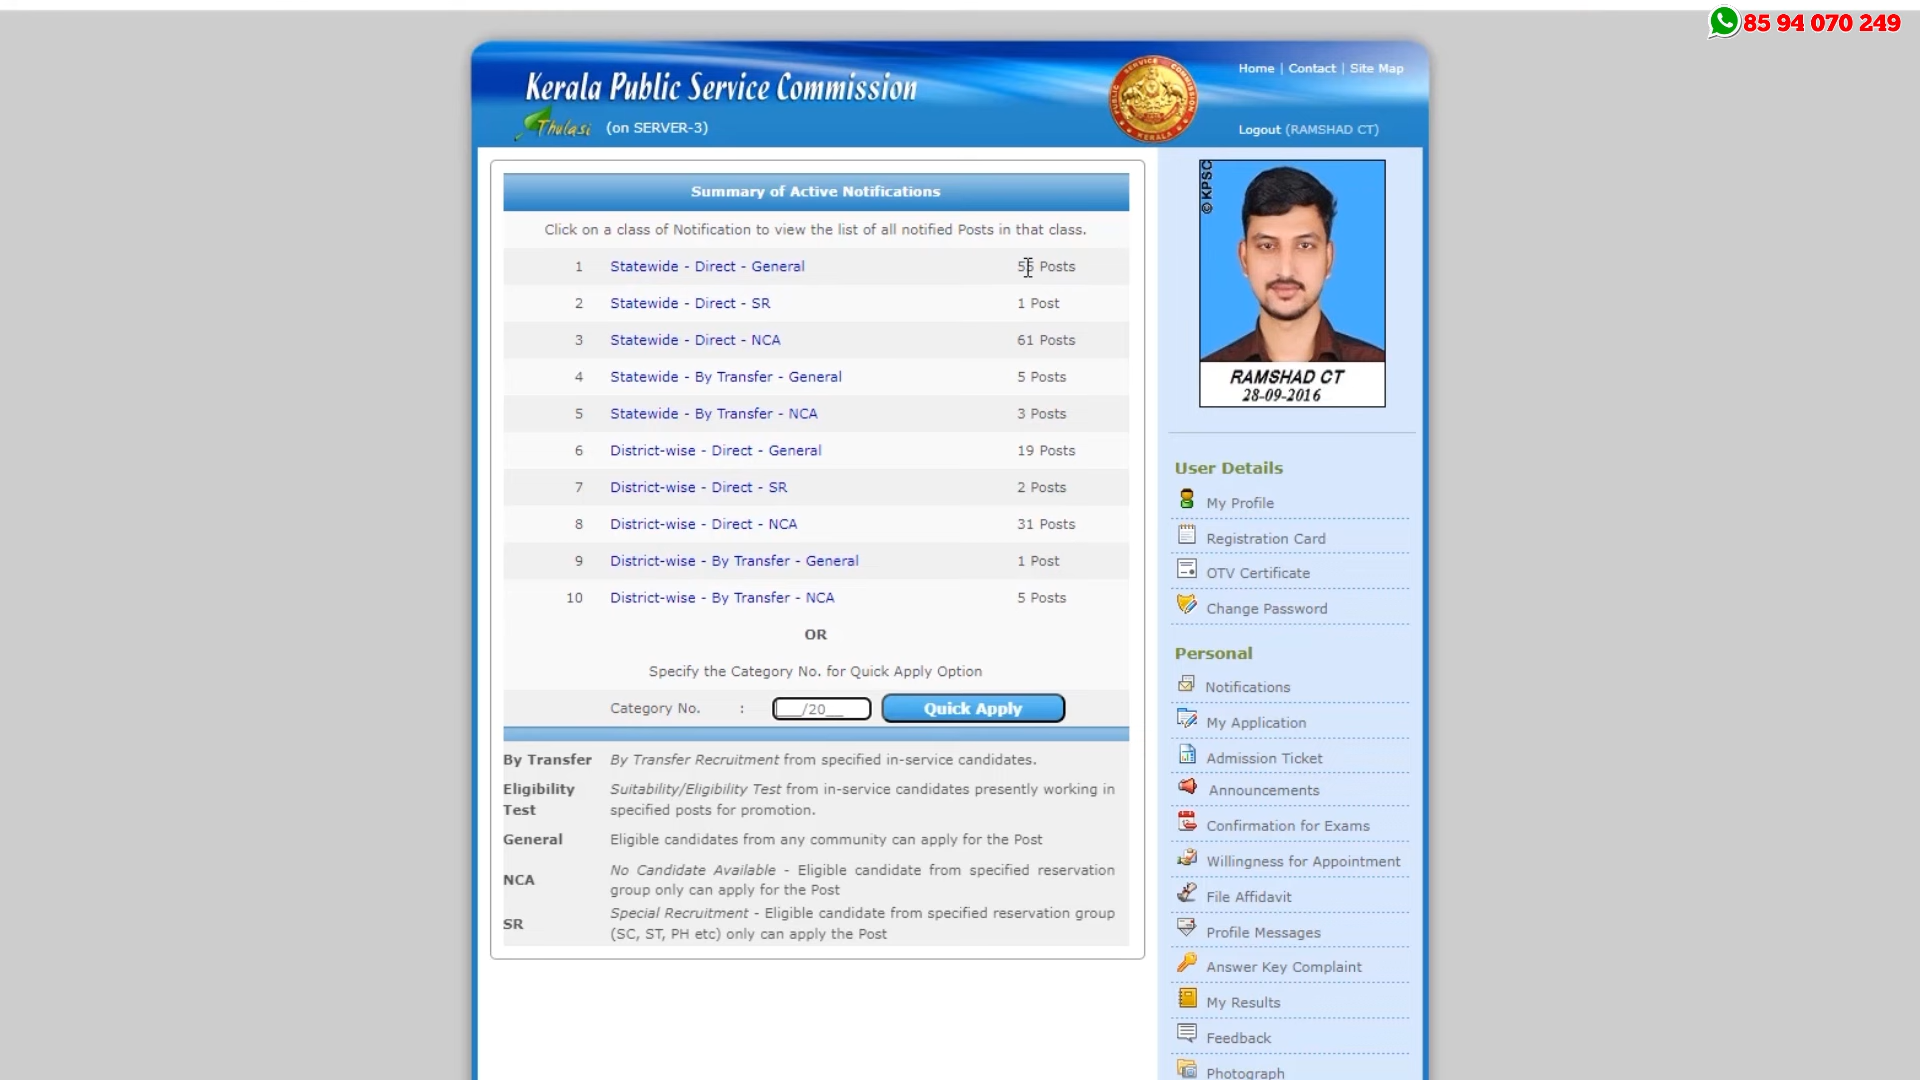 85 94 070 249
Kerala Public Service Commission
Thulasi (on SERVER-3)
PUBLIC SERVICE COMMISSION KERALA
Home | Contact | Site Map
Logout (RAMSHAD CT)
Summary of Active Notifications
Click on a class of Notification to view the list of all notified Posts in that class.
1 Statewide - Direct - General Posts
2 Statewide - Direct - SR 1 Post
3 Statewide - Direct - NCA 61 Posts
4 Statewide - By Transfer - General 5 Posts
5 Statewide - By Transfer - NCA 3 Posts
6 District-wise - Direct - General 19 Posts
7 District-wise - Direct - SR 2 Posts
8 District-wise - Direct - NCA 31 Posts
9 District-wise - By Transfer - General 1 Post
10 District-wise - By Transfer - NCA 5 Posts
OR
Specify the Category No. for Quick Apply Option
Category No. : ___/20__ Quick Apply
By Transfer By Transfer Recruitment from specified in-service candidates.
Eligibility Test Suitability/Eligibility Test from in-service candidates presently working in
specified posts for promotion.
General Eligible candidates from any community can apply for the Post
NCA No Candidate Available - Eligible candidate from specified reservation
group only can apply for the Post
SR Special Recruitment - Eligible candidate from specified reservation group
(SC, ST, PH etc) only can apply the Post
© KPSC
RAMSHAD CT
28-09-2016
User Details
My Profile
Registration Card
OTV Certificate
Change Password
Personal
Notifications
My Application
Admission Ticket
Announcements
Confirmation for Exams
Willingness for Appointment
File Affidavit
Profile Messages
Answer Key Complaint
My Results
Feedback
Photograph